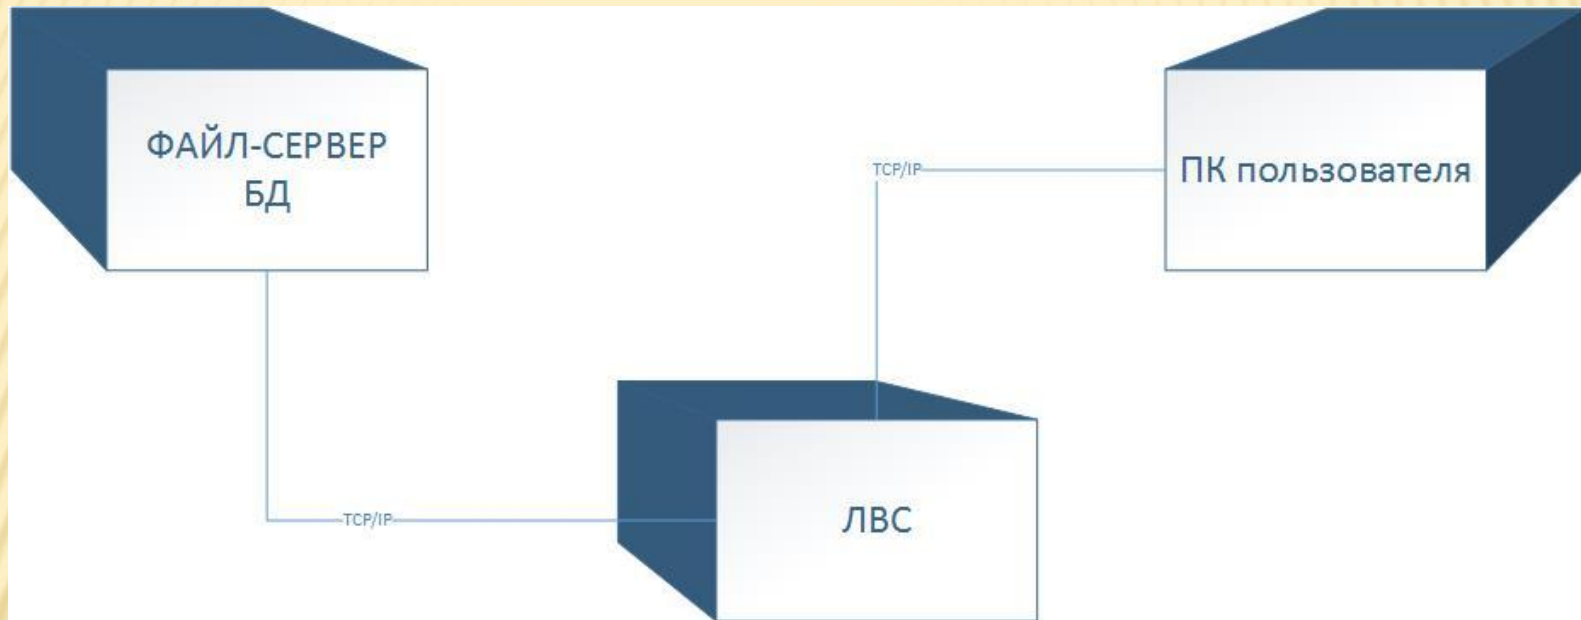 ФАЙЛ-СЕРВЕР
БД
TCP/IP
ПК пользователя
TCP/IP
ЛВС